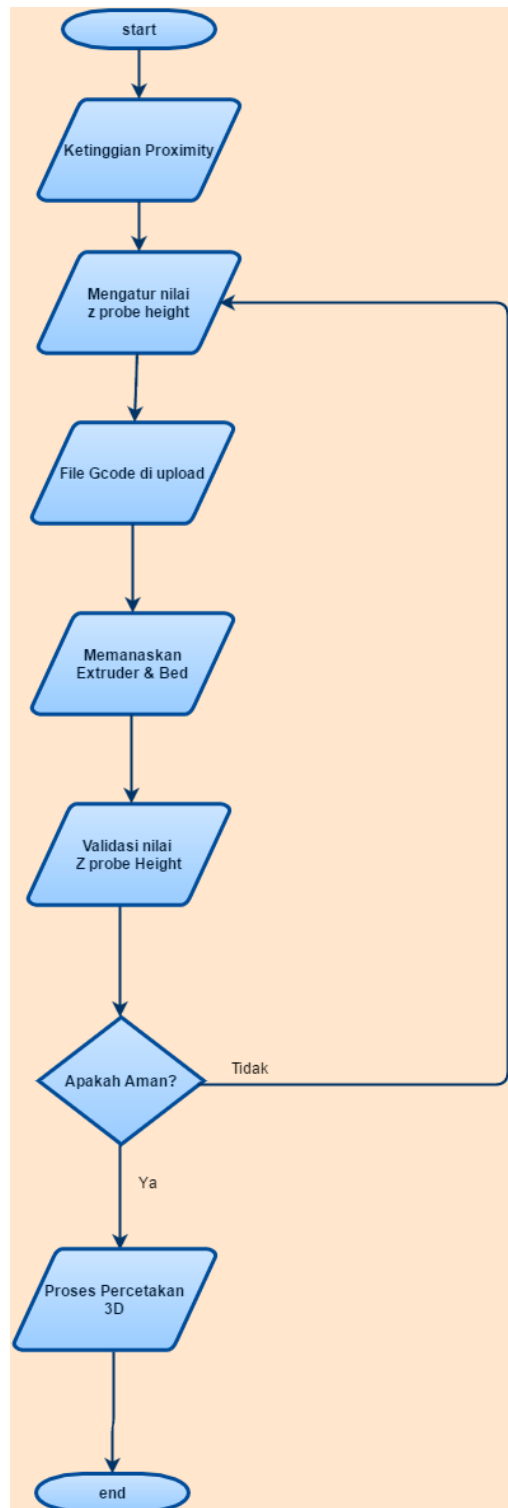 start
Ketinggian Proximity
Mengatur nilai
z probe height
File Gcode di upload
Memanaskan
Extruder & Bed
Validasi nilai
Z probe Height
Apakah Aman?
Tidak
Ya
Proses Percetakan
3D
end